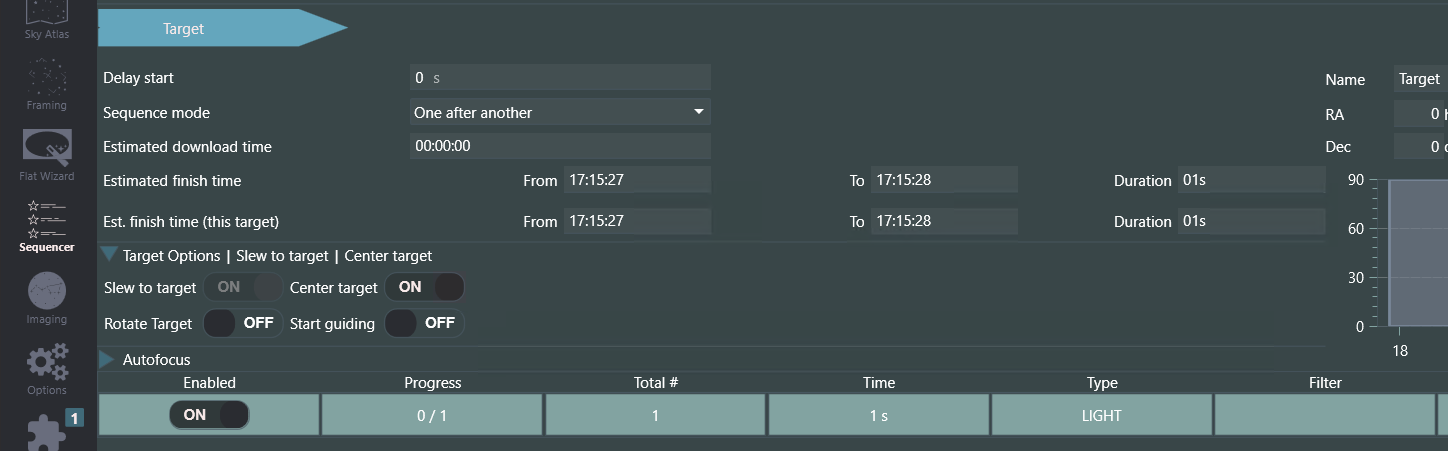 Sky Atlas
Framing
Flat Wizard
Sequencer
Imaging
Options
1
Target
Delay start 0 s
Sequence mode One after another
Estimated download time 00:00:00
Estimated finish time From 17:15:27 To 17:15:28 Duration 01s
Est. finish time (this target) From 17:15:27 To 17:15:28 Duration 01s
Target Options | Slew to target | Center target
Slew to target ON Center target ON
Rotate Target OFF Start guiding OFF
Autofocus
Enabled Progress Total # Time Type Filter
ON 0 / 1 1 1 s LIGHT
Name Target
RA 0
Dec 0
90
60
30
0
18